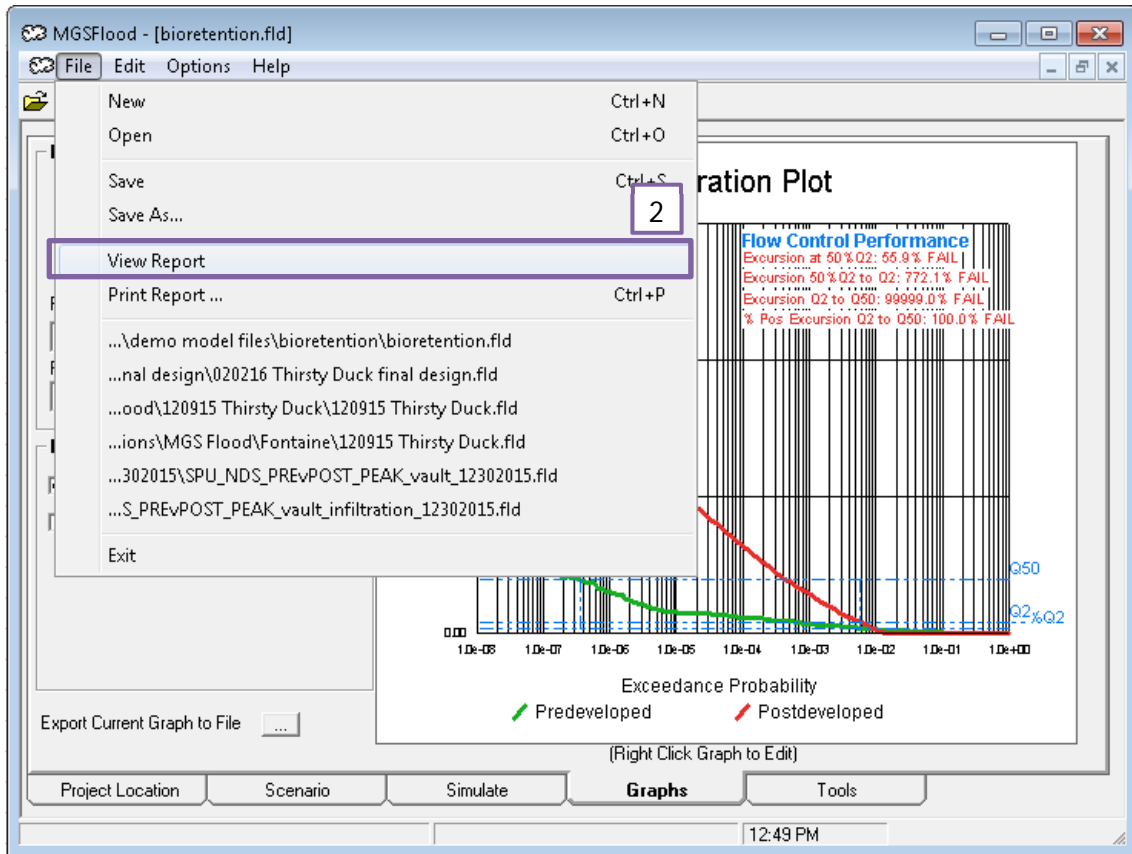 MGSFlood - [bioretention.fld]
File Edit Options Help
New Ctrl+N
Open Ctrl+O
Save Ctrl+S
Save As...
2
View Report
Print Report ... Ctrl+P
...\demo model files\bioretention\bioretention.fld
...nal design\020216 Thirsty Duck final design.fld
...ood\120915 Thirsty Duck\120915 Thirsty Duck.fld
...ions\MGS Flood\Fontaine\120915 Thirsty Duck.fld
...302015\SPU_NDS_PREvPOST_PEAK_vault_12302015.fld
...S_PREvPOST_PEAK_vault_infiltration_12302015.fld
Exit
ration Plot
Flow Control Performance
Excursion at 50%Q2: 55.9% FAIL
Excursion 50%Q2 to Q2: 772.1% FAIL
Excursion Q2 to Q50: 99999.0% FAIL
% Pos Excursion Q2 to Q50: 100.0% FAIL
Q50
Q2
%Q2
0.00
1.0e-08 1.0e-07 1.0e-06 1.0e-05 1.0e-04 1.0e-03 1.0e-02 1.0e-01 1.0e+00
Exceedance Probability
Predeveloped Postdeveloped
Export Current Graph to File ...
(Right Click Graph to Edit)
Project Location Scenario Simulate Graphs Tools
12:49 PM